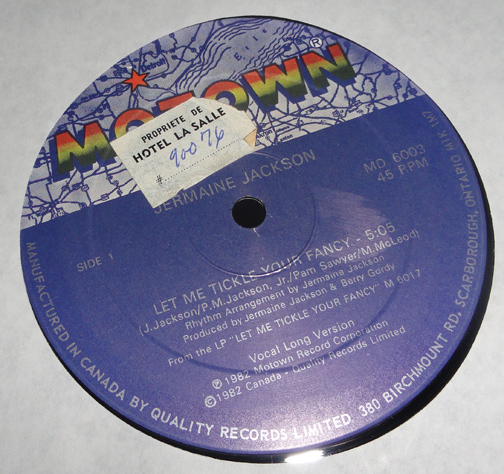 Detroit
Erie
MOTOWN®
PROPRIETE DE
HOTEL LA SALLE
# 90076
JERMAINE JACKSON
MD 6003
45 RPM
SIDE 1
LET ME TICKLE YOUR FANCY - 5:05
(J.Jackson/P.M.Jackson, Jr./Pam Sawyer/M.McLeod)
Rhythm Arrangement by Jermaine Jackson
Produced by Jermaine Jackson & Berry Gordy
From the LP "LET ME TICKLE YOUR FANCY" M 6017
Vocal Long Version
℗ 1982 Motown Record Corporation
© 1982 Canada - Quality Records Limited
MANUFACTURED IN CANADA BY QUALITY RECORDS LIMITED, 380 BIRCHMOUNT RD, SCARBOROUGH, ONTARIO M1K